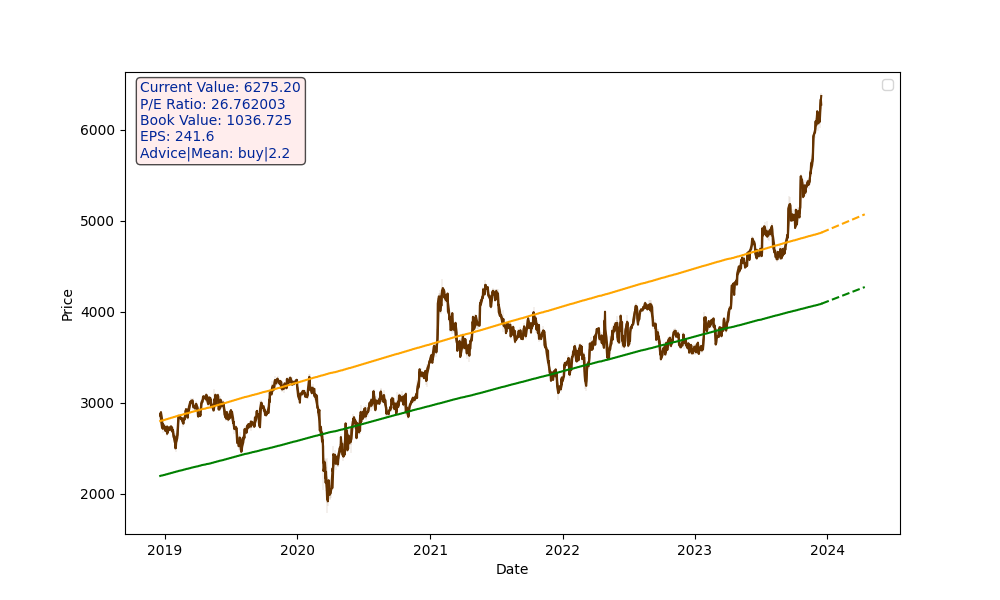 Current Value: 6275.20
P/E Ratio: 26.762003
Book Value: 1036.725
EPS: 241.6
Advice|Mean: buy|2.2
6000
5000
4000
3000
2000
Price
2019 2020 2021 2022 2023 2024
Date